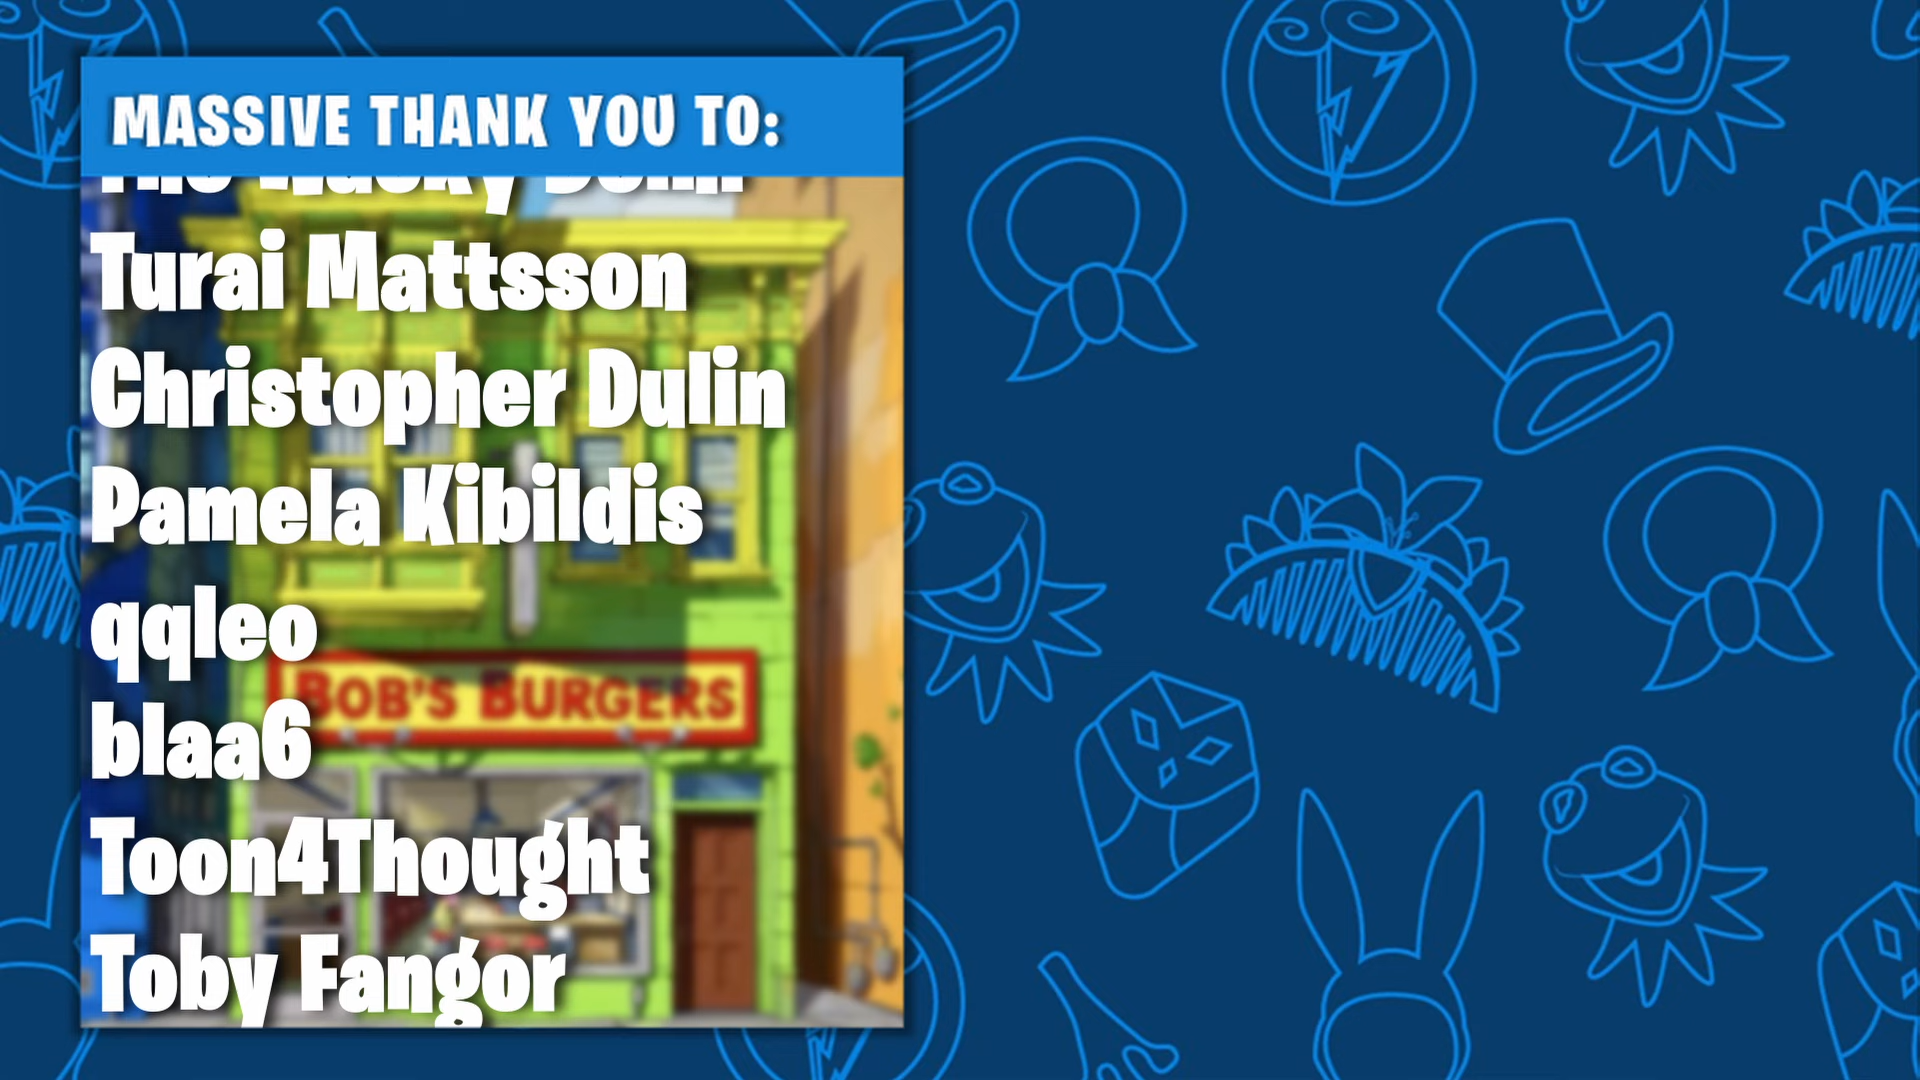 MASSIVE THANK YOU TO:
Turai Mattsson
Christopher Dulin
Pamela Kibildis
qqleo
blaa6
Toon4Thought
Toby Fangor
BOB'S BURGERS